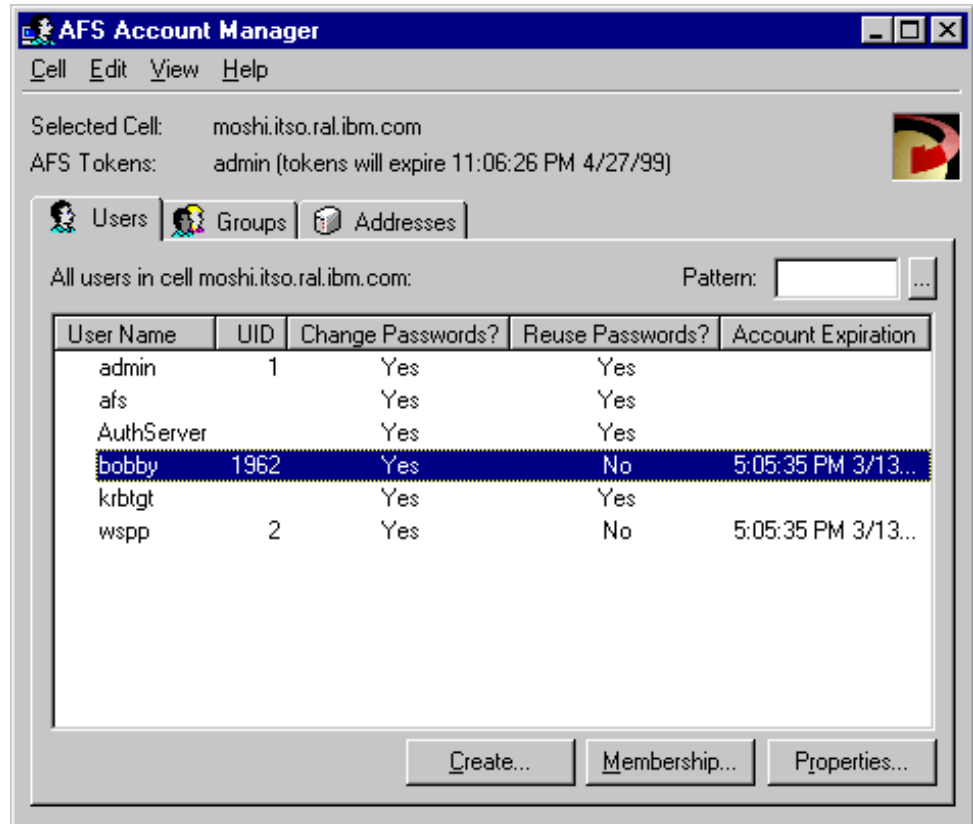 AFS Account Manager
Cell Edit View Help
Selected Cell: moshi.itso.ral.ibm.com
AFS Tokens: admin (tokens will expire 11:06:26 PM 4/27/99)
Users Groups Addresses
All users in cell moshi.itso.ral.ibm.com: Pattern: ...
User Name UID Change Passwords? Reuse Passwords? Account Expiration
admin 1 Yes Yes
afs Yes Yes
AuthServer Yes Yes
bobby 1962 Yes No 5:05:35 PM 3/13...
krbtgt Yes Yes
wspp 2 Yes No 5:05:35 PM 3/13...
Create... Membership... Properties...